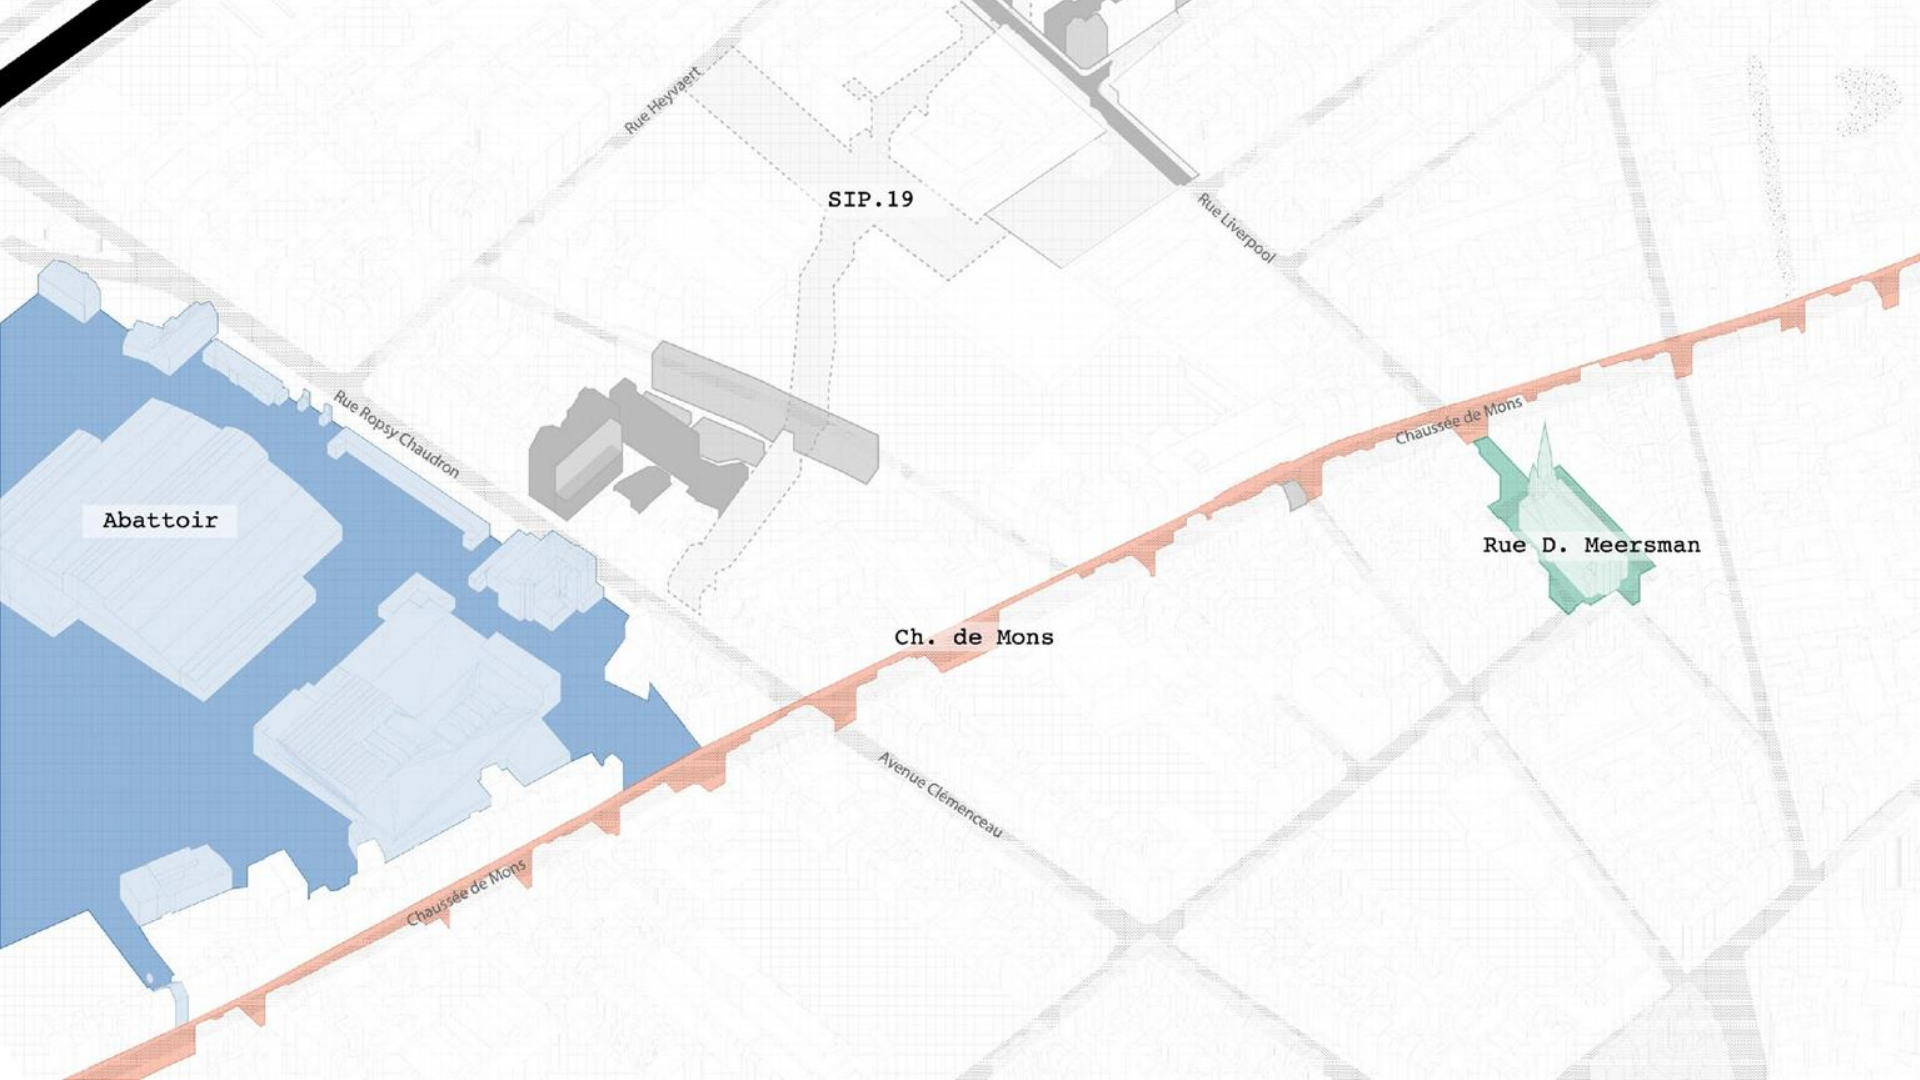 Rue Heyvaert
SIP.19
Rue Liverpool
Rue Ropsy Chaudron
Chaussée de Mons
Abattoir
Rue D. Meersman
Ch. de Mons
Avenue Clémenceau
Chaussée de Mons